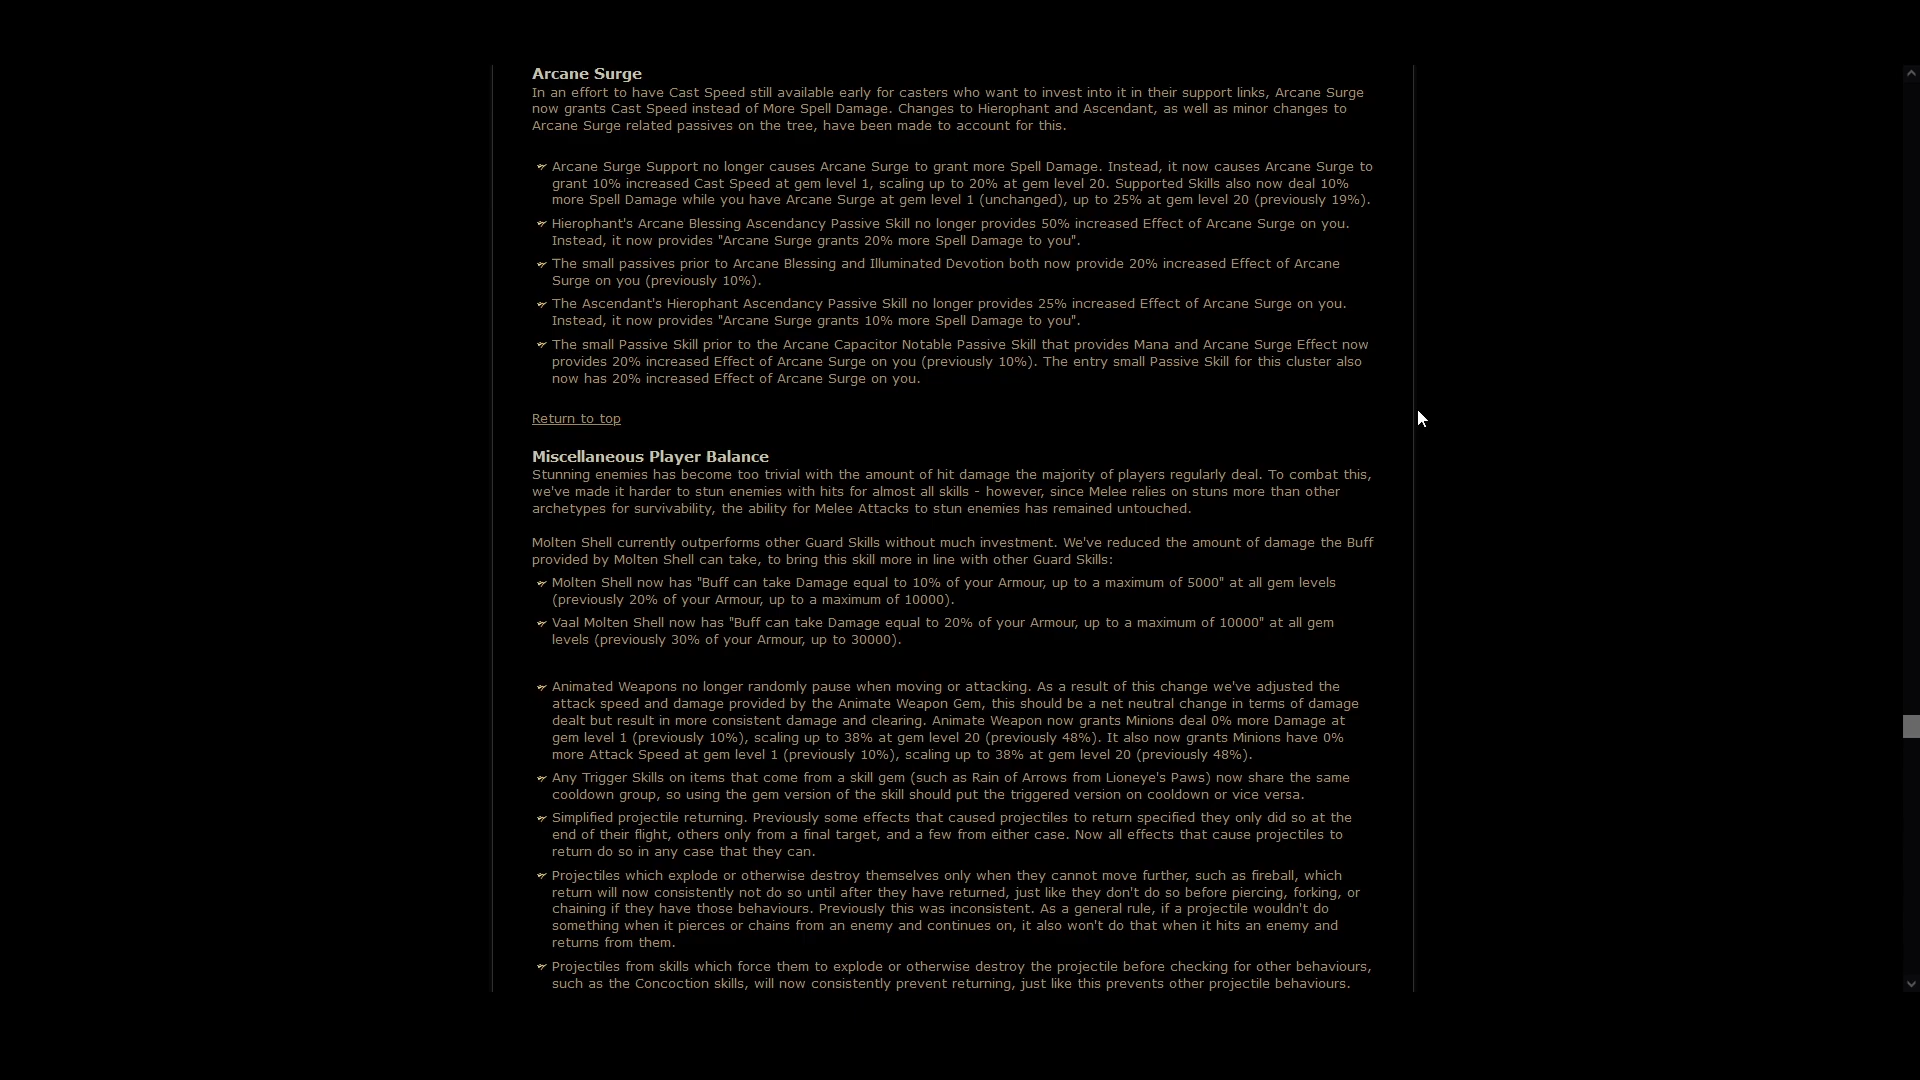 Arcane Surge
In an effort to have Cast Speed still available early for casters who want to invest into it in their support links, Arcane Surge
now grants Cast Speed instead of More Spell Damage. Changes to Hierophant and Ascendant, as well as minor changes to
Arcane Surge related passives on the tree, have been made to account for this.
Arcane Surge Support no longer causes Arcane Surge to grant more Spell Damage. Instead, it now causes Arcane Surge to
grant 10% increased Cast Speed at gem level 1, scaling up to 20% at gem level 20. Supported Skills also now deal 10%
more Spell Damage while you have Arcane Surge at gem level 1 (unchanged), up to 25% at gem level 20 (previously 19%).
Hierophant's Arcane Blessing Ascendancy Passive Skill no longer provides 50% increased Effect of Arcane Surge on you.
Instead, it now provides "Arcane Surge grants 20% more Spell Damage to you".
The small passives prior to Arcane Blessing and Illuminated Devotion both now provide 20% increased Effect of Arcane
Surge on you (previously 10%).
The Ascendant's Hierophant Ascendancy Passive Skill no longer provides 25% increased Effect of Arcane Surge on you.
Instead, it now provides "Arcane Surge grants 10% more Spell Damage to you".
The small Passive Skill prior to the Arcane Capacitor Notable Passive Skill that provides Mana and Arcane Surge Effect now
provides 20% increased Effect of Arcane Surge on you (previously 10%). The entry small Passive Skill for this cluster also
now has 20% increased Effect of Arcane Surge on you.
Return to top
Miscellaneous Player Balance
Stunning enemies has become too trivial with the amount of hit damage the majority of players regularly deal. To combat this,
we've made it harder to stun enemies with hits for almost all skills - however, since Melee relies on stuns more than other
archetypes for survivability, the ability for Melee Attacks to stun enemies has remained untouched.
Molten Shell currently outperforms other Guard Skills without much investment. We've reduced the amount of damage the Buff
provided by Molten Shell can take, to bring this skill more in line with other Guard Skills:
Molten Shell now has "Buff can take Damage equal to 10% of your Armour, up to a maximum of 5000" at all gem levels
(previously 20% of your Armour, up to a maximum of 10000).
Vaal Molten Shell now has "Buff can take Damage equal to 20% of your Armour, up to a maximum of 10000" at all gem
levels (previously 30% of your Armour, up to 30000).
Animated Weapons no longer randomly pause when moving or attacking. As a result of this change we've adjusted the
attack speed and damage provided by the Animate Weapon Gem, this should be a net neutral change in terms of damage
dealt but result in more consistent damage and clearing. Animate Weapon now grants Minions deal 0% more Damage at
gem level 1 (previously 10%), scaling up to 38% at gem level 20 (previously 48%). It also now grants Minions have 0%
more Attack Speed at gem level 1 (previously 10%), scaling up to 38% at gem level 20 (previously 48%).
Any Trigger Skills on items that come from a skill gem (such as Rain of Arrows from Lioneye's Paws) now share the same
cooldown group, so using the gem version of the skill should put the triggered version on cooldown or vice versa.
Simplified projectile returning. Previously some effects that caused projectiles to return specified they only did so at the
end of their flight, others only from a final target, and a few from either case. Now all effects that cause projectiles to
return do so in any case that they can.
Projectiles which explode or otherwise destroy themselves only when they cannot move further, such as fireball, which
return will now consistently not do so until after they have returned, just like they don't do so before piercing, forking, or
chaining if they have those behaviours. Previously this was inconsistent. As a general rule, if a projectile wouldn't do
something when it pierces or chains from an enemy and continues on, it also won't do that when it hits an enemy and
returns from them.
Projectiles from skills which force them to explode or otherwise destroy the projectile before checking for other behaviours,
such as the Concoction skills, will now consistently prevent returning, just like this prevents other projectile behaviours.